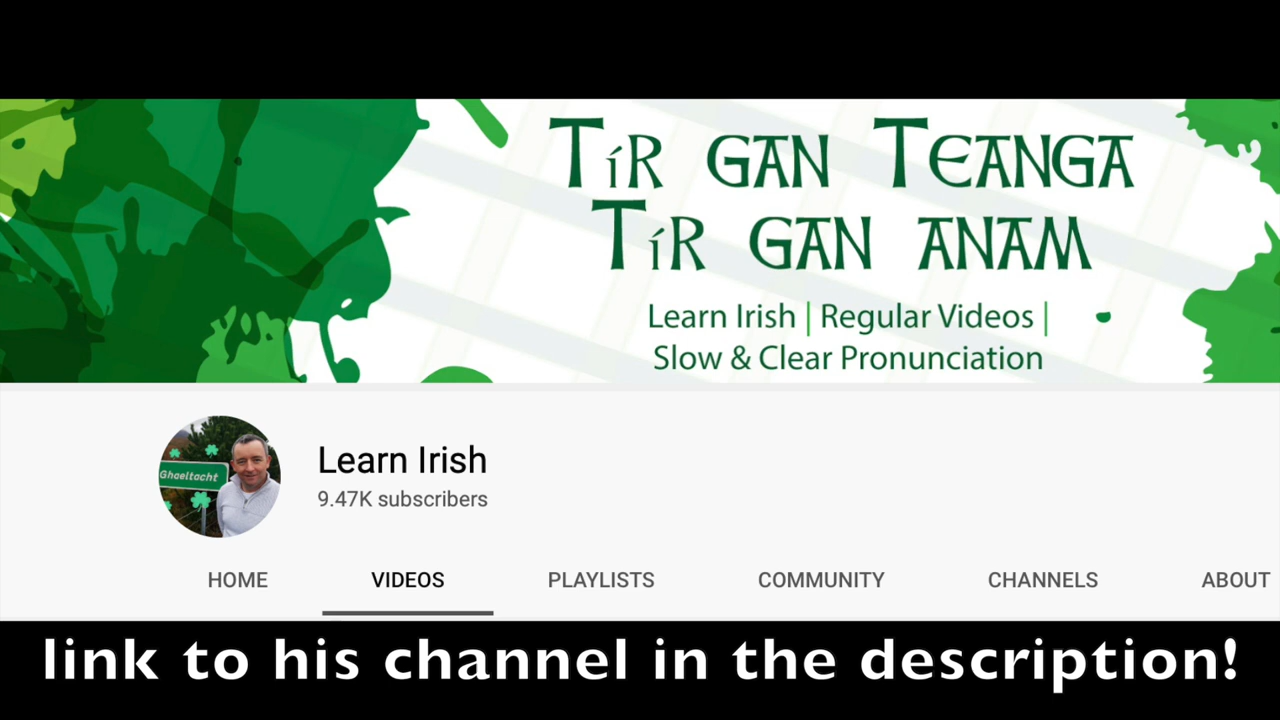 Tír gan Teanga
Tír gan anam
Learn Irish | Regular Videos |
Slow & Clear Pronunciation
Ghaeltacht
Learn Irish
9.47K subscribers
HOME VIDEOS PLAYLISTS COMMUNITY CHANNELS ABOUT
link to his channel in the description!